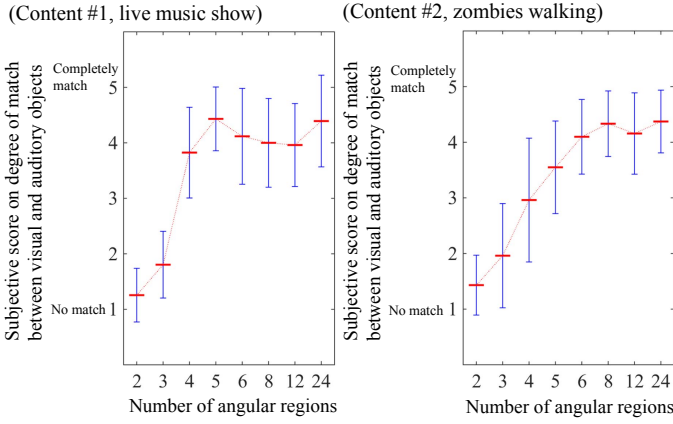 (Content #1, live music show)
Subjective score on degree of match
between visual and auditory objects
Completely
match
5
4
3
2
No match 1
2 3 4 5 6 8 12 24
Number of angular regions
(Content #2, zombies walking)
Subjective score on degree of match
between visual and auditory objects
Completely
match
5
4
3
2
No match 1
2 3 4 5 6 8 12 24
Number of angular regions